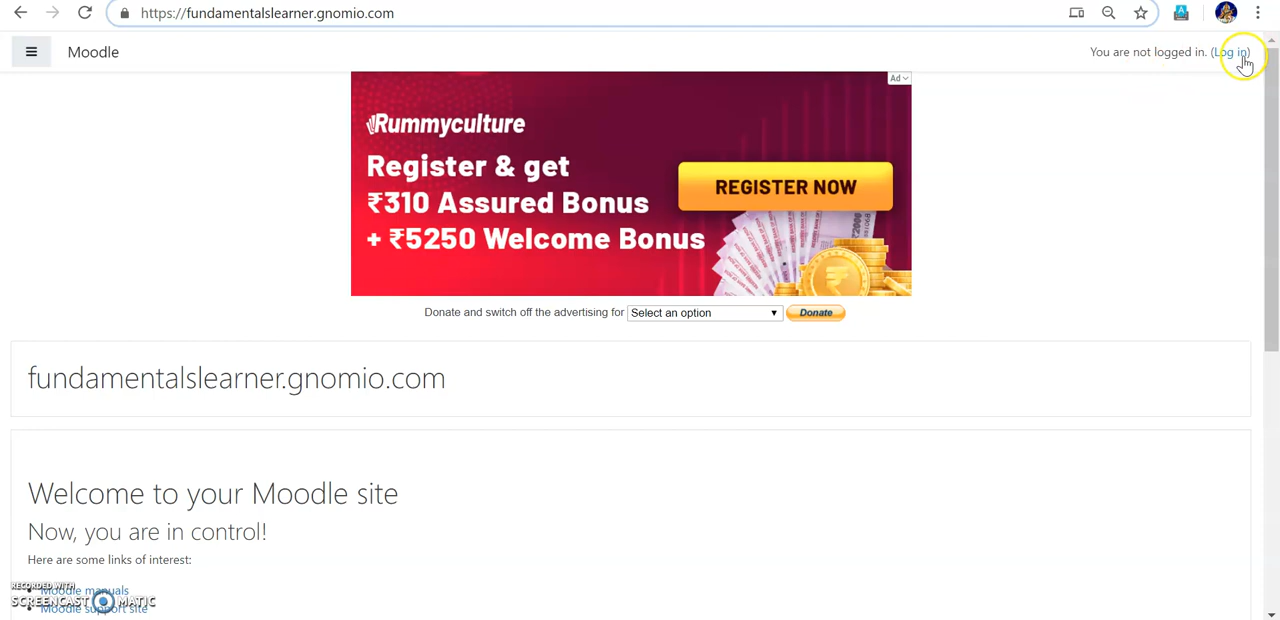 https://fundamentalslearner.gnomio.com
Moodle
You are not logged in. (Log in)
Ad
Rummyculture
Register & get
₹310 Assured Bonus
+ ₹5250 Welcome Bonus
REGISTER NOW
Donate and switch off the advertising for Select an option Donate
fundamentalslearner.gnomio.com
Welcome to your Moodle site
Now, you are in control!
Here are some links of interest:
Moodle manuals
Moodle support site
RECORDED WITH
SCREENCAST MATIC